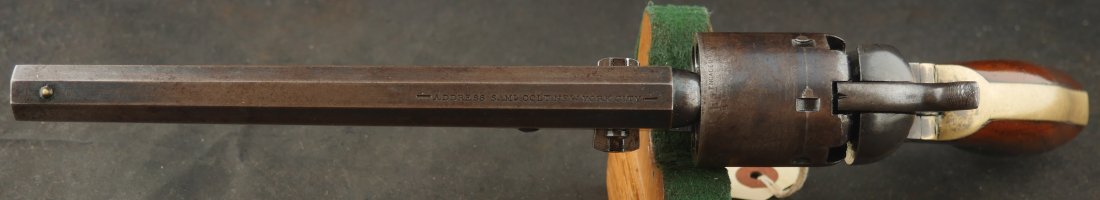 ADDRESS SAML COLT NEW YORK CITY